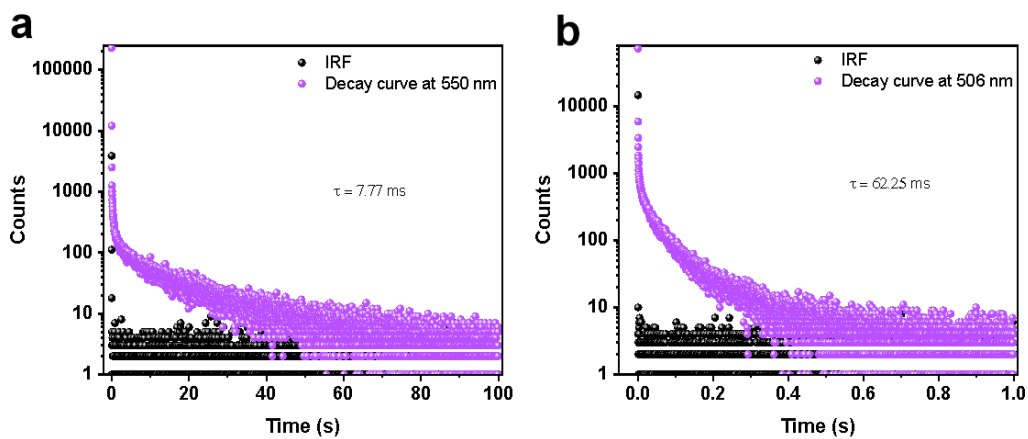 a
100000
10000
1000
100
10
1
Counts
IRF
Decay curve at 550 nm
τ = 7.77 ms
0 20 40 60 80 100
Time (s)
b
10000
1000
100
10
1
Counts
IRF
Decay curve at 506 nm
τ = 62.25 ms
0.0 0.2 0.4 0.6 0.8 1.0
Time (s)